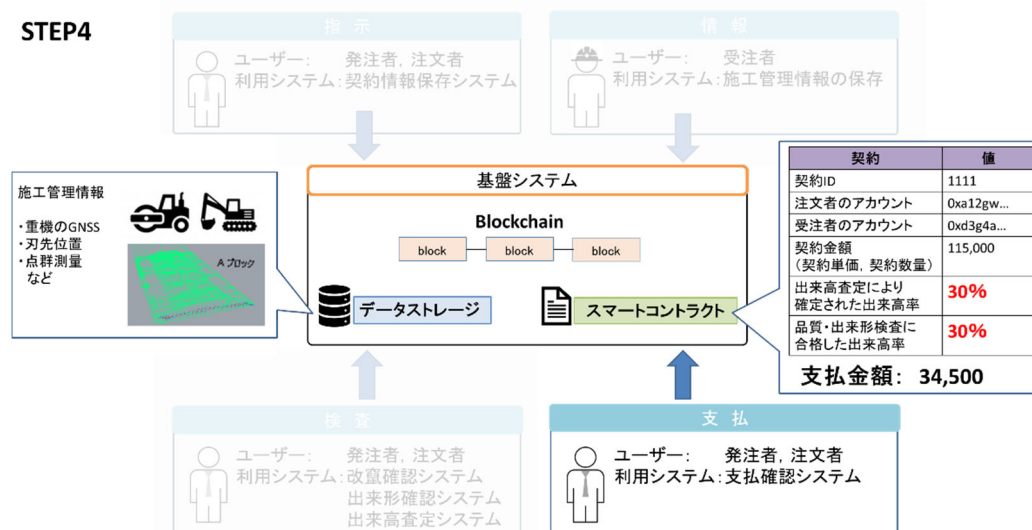 STEP4
指 示
ユーザー: 発注者, 注文者
利用システム:契約情報保存システム
情 報
ユーザー: 受注者
利用システム:施工管理情報の保存
施工管理情報
・重機のGNSS
・刃先位置
・点群測量
など
Aブロック
基盤システム
Blockchain
block
block
block
データストレージ
スマートコントラクト
契約 値
契約ID 1111
注文者のアカウント 0xa12gw...
受注者のアカウント 0xd3g4a...
契約金額
(契約単価, 契約数量) 115,000
出来高査定により
確定された出来高率 30%
品質・出来形検査に
合格した出来高率 30%
支払金額: 34,500
検 査
ユーザー: 発注者, 注文者
利用システム:改竄確認システム
出来形確認システム
出来高査定システム
支 払
ユーザー: 発注者, 注文者
利用システム:支払確認システム